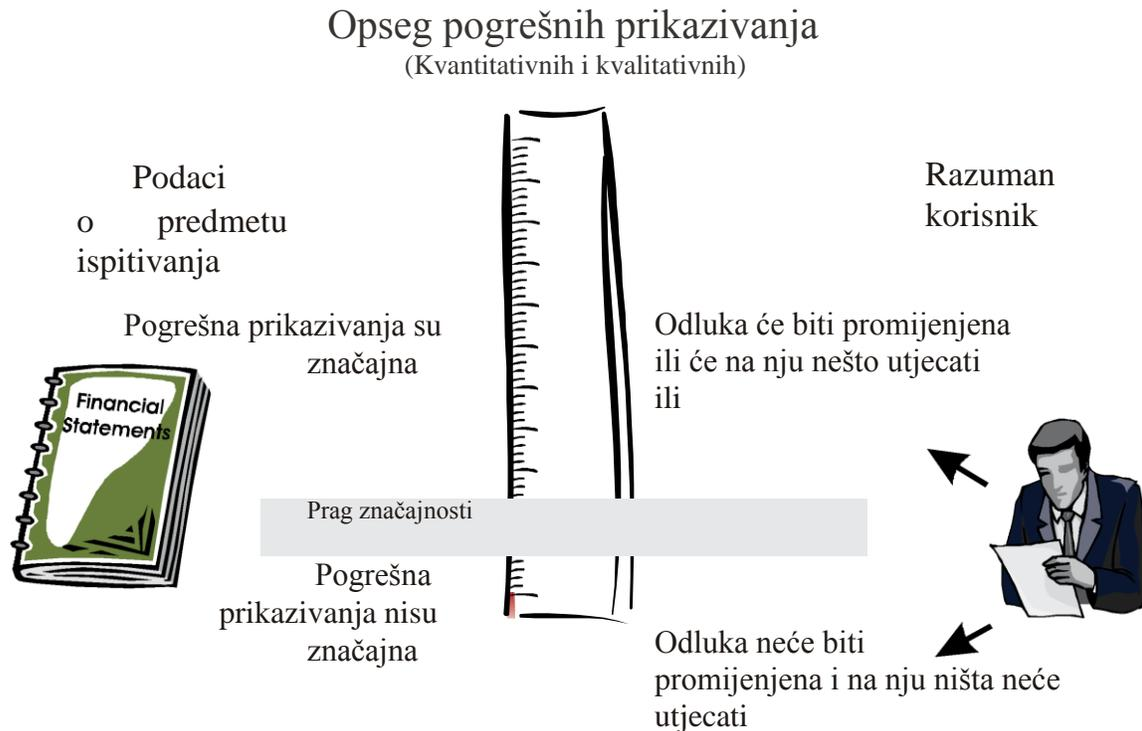 Opseg pogrešnih prikazivanja
(Kvantitativnih i kvalitativnih)
Podaci
o predmetu
ispitivanja
Razuman
korisnik
Pogrešna prikazivanja su
značajna
Odluka će biti promijenjena
ili će na nju nešto utjecati
ili
Financial
Statements
Prag značajnosti
Pogrešna
prikazivanja nisu
značajna
Odluka neće biti
promijenjena i na nju ništa neće
utjecati